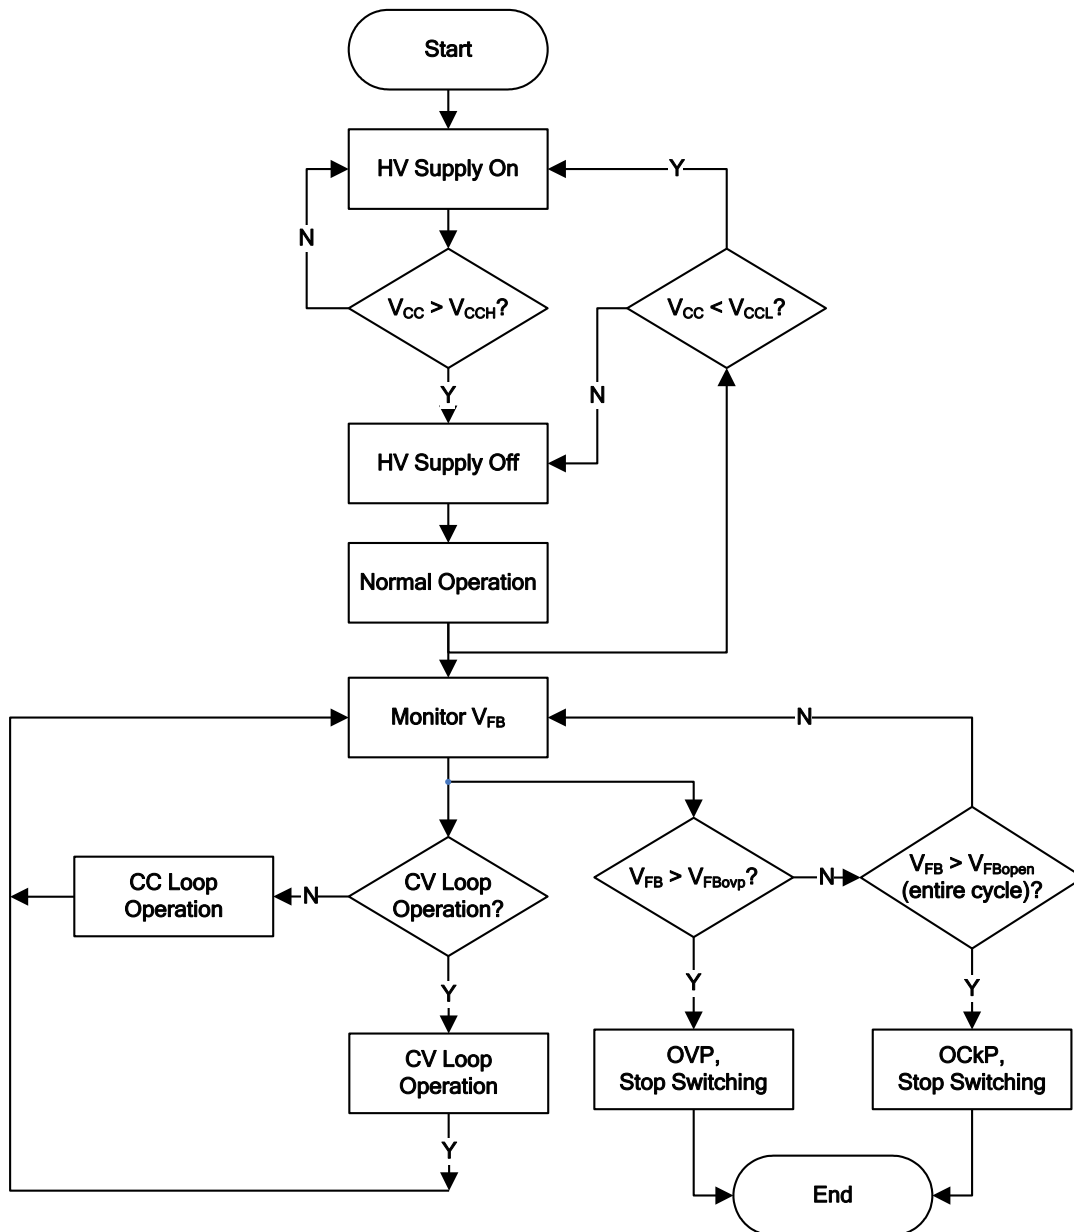 Start
HV Supply On
Y
N
VCC > VCCH?
VCC < VCCL?
Y
N
HV Supply Off
Normal Operation
Monitor VFB
N
CC Loop
Operation
N
CV Loop
Operation?
VFB > VFBovp?
N
VFB > VFBopen
(entire cycle)?
Y
Y
Y
CV Loop
Operation
OVP,
Stop Switching
OCkP,
Stop Switching
Y
End